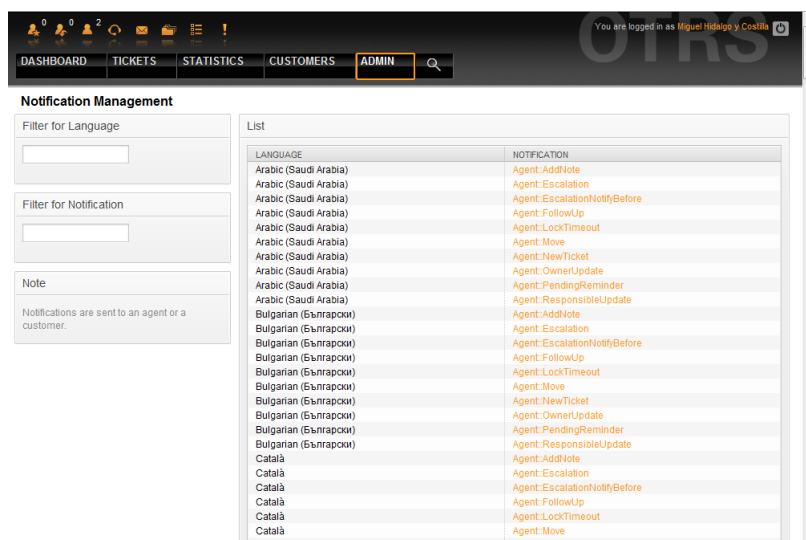 0 0 2
You are logged in as Miguel Hidalgo y Costilla
OTRS
DASHBOARD TICKETS STATISTICS CUSTOMERS ADMIN
Notification Management
Filter for Language
Filter for Notification
Note
Notifications are sent to an agent or a
customer.
List
LANGUAGE NOTIFICATION
Arabic (Saudi Arabia) Agent::AddNote
Arabic (Saudi Arabia) Agent::Escalation
Arabic (Saudi Arabia) Agent::EscalationNotifyBefore
Arabic (Saudi Arabia) Agent::FollowUp
Arabic (Saudi Arabia) Agent::LockTimeout
Arabic (Saudi Arabia) Agent::Move
Arabic (Saudi Arabia) Agent::NewTicket
Arabic (Saudi Arabia) Agent::OwnerUpdate
Arabic (Saudi Arabia) Agent::PendingReminder
Arabic (Saudi Arabia) Agent::ResponsibleUpdate
Bulgarian (Български) Agent::AddNote
Bulgarian (Български) Agent::Escalation
Bulgarian (Български) Agent::EscalationNotifyBefore
Bulgarian (Български) Agent::FollowUp
Bulgarian (Български) Agent::LockTimeout
Bulgarian (Български) Agent::Move
Bulgarian (Български) Agent::NewTicket
Bulgarian (Български) Agent::OwnerUpdate
Bulgarian (Български) Agent::PendingReminder
Bulgarian (Български) Agent::ResponsibleUpdate
Català Agent::AddNote
Català Agent::Escalation
Català Agent::EscalationNotifyBefore
Català Agent::FollowUp
Català Agent::LockTimeout
Català Agent::Move